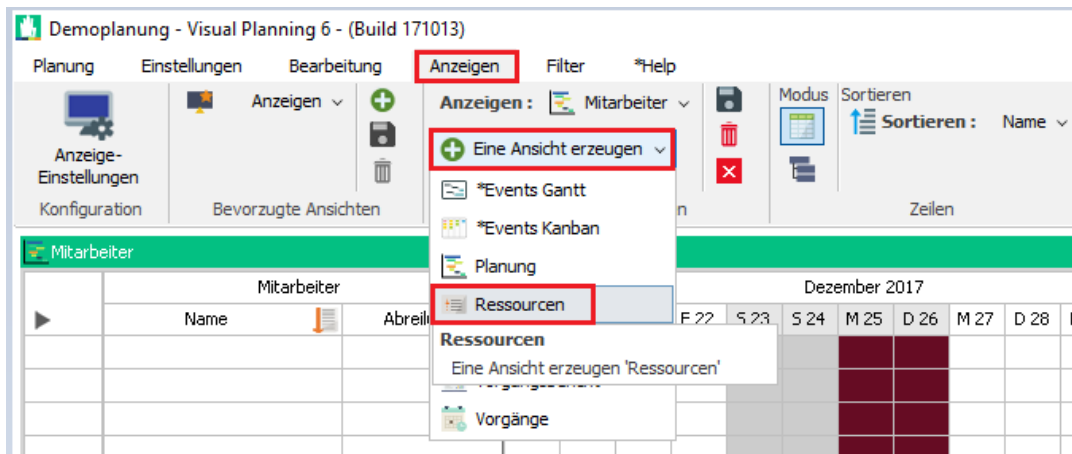 Demoplanung - Visual Planning 6 - (Build 171013)
Planung Einstellungen Bearbeitung Anzeigen Filter *Help
Anzeigen Anzeigen : Mitarbeiter Modus Sortieren
Sortieren : Name
Anzeige-
Einstellungen
Eine Ansicht erzeugen
Konfiguration Bevorzugte Ansichten n Zeilen
*Events Gantt
*Events Kanban
Planung
Ressourcen
Ressourcen
Eine Ansicht erzeugen 'Ressourcen'
Vorgänge
Mitarbeiter
Mitarbeiter Dezember 2017
Name Abreil F 22 S 23 S 24 M 25 D 26 M 27 D 28